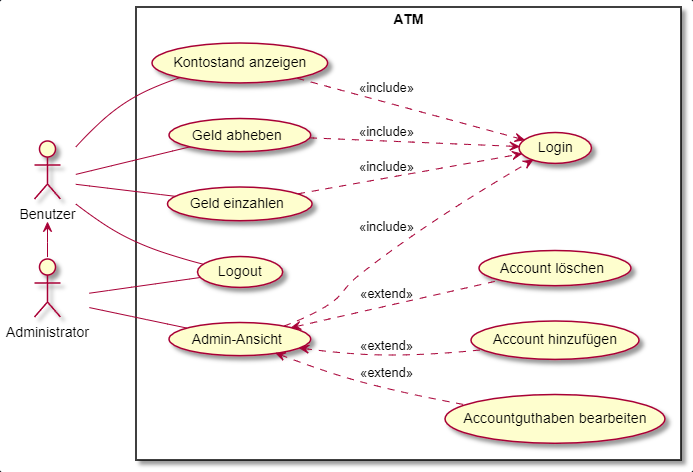 ATM
Kontostand anzeigen
«include»
Geld abheben
«include»
Login
Benutzer
Geld einzahlen
«include»
«include»
Logout
Account löschen
«extend»
Administrator
Admin-Ansicht
Account hinzufügen
«extend»
«extend»
Accountguthaben bearbeiten